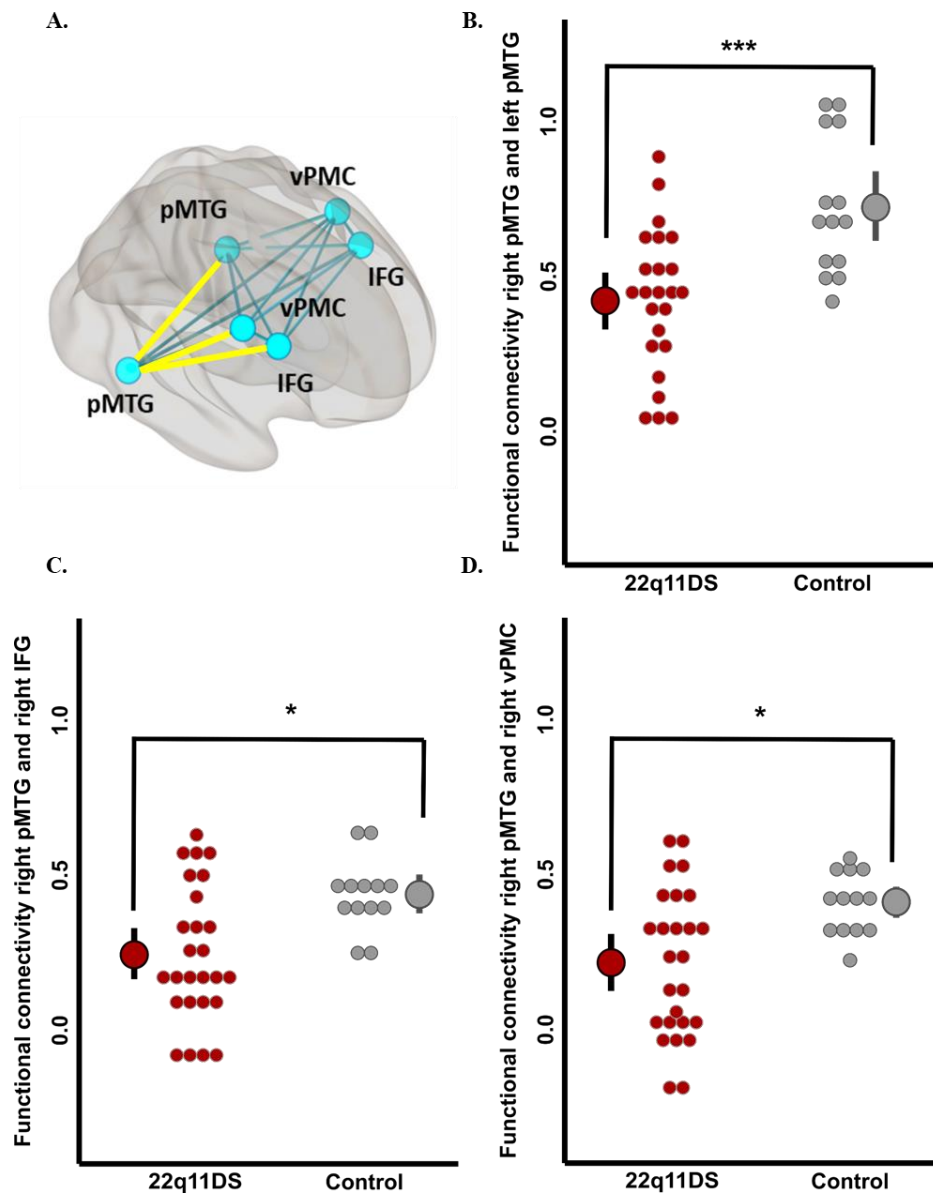 A.
vPMC
pMTG
IFG
vPMC
IFG
pMTG
B.
Functional connectivity right pMTG and left pMTG
1.0
0.5
0.0
***
22q11DS
Control
C.
Functional connectivity right pMTG and right IFG
1.0
0.5
0.0
*
22q11DS
Control
D.
Functional connectivity right pMTG and right vPMC
1.0
0.5
0.0
*
22q11DS
Control